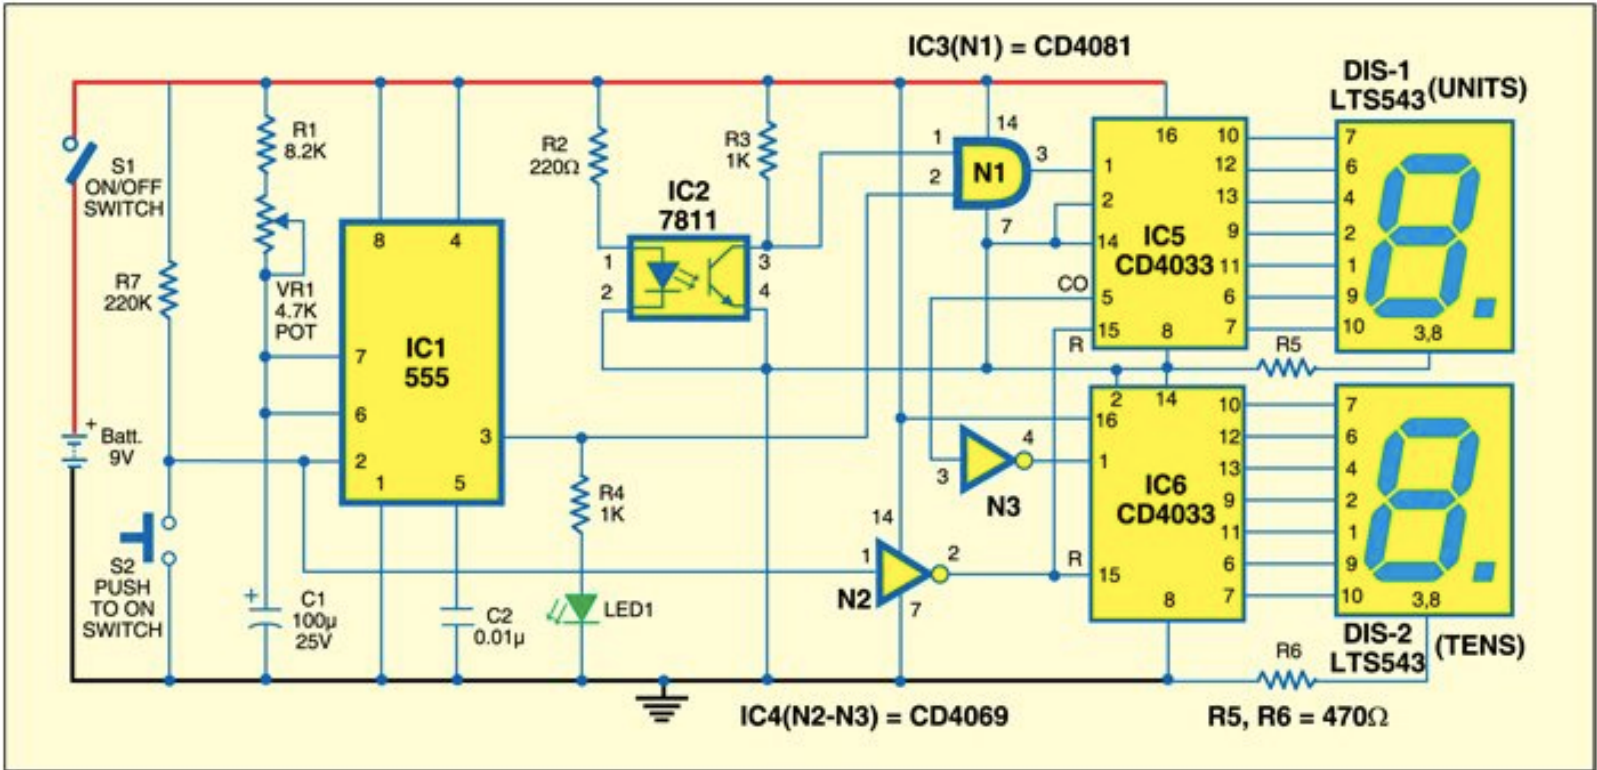 IC3(N1) = CD4081
DIS-1
LTS543
(UNITS)
S1
ON/OFF
SWITCH
R1
8.2K
R2
220Ω
R3
1K
IC2
7811
1
2
3
4
14
1
2
N1
3
7
16
10
12
13
9
11
6
7
1
2
14
CO
5
15
R
8
IC5
CD4033
7
6
4
2
1
9
10
3,8
R5
R7
220K
VR1
4.7K
POT
8
4
IC1
555
7
6
2
3
1
5
+
Batt.
9V
S2
PUSH
TO ON
SWITCH
+
C1
100µ
25V
C2
0.01µ
R4
1K
LED1
3
4
N3
14
1
2
N2
7
2
14
16
1
R
15
8
IC6
CD4033
10
12
13
9
11
6
7
7
6
4
2
1
9
10
3,8
DIS-2
LTS543
(TENS)
R6
IC4(N2-N3) = CD4069
R5, R6 = 470Ω